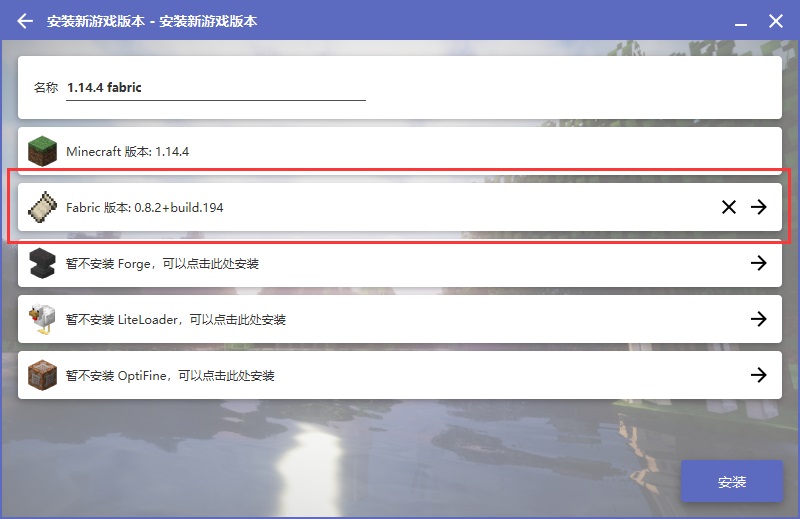 安装新游戏版本 - 安装新游戏版本
名称 1.14.4 fabric
Minecraft 版本: 1.14.4
Fabric 版本: 0.8.2+build.194
暂不安装 Forge，可以点击此处安装
暂不安装 LiteLoader，可以点击此处安装
暂不安装 OptiFine，可以点击此处安装
安装